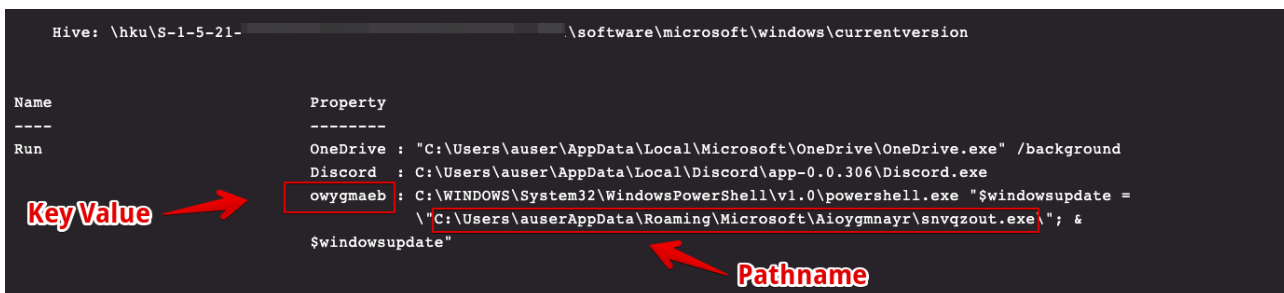 Hive: \hku\S-1-5-21- \software\microsoft\windows\currentversion
Name Property
---- --------
Run OneDrive : "C:\Users\auser\AppData\Local\Microsoft\OneDrive\OneDrive.exe" /background
Discord : C:\Users\auser\AppData\Local\Discord\app-0.0.306\Discord.exe
owygmaeb : C:\WINDOWS\System32\WindowsPowerShell\v1.0\powershell.exe "$windowsupdate =
\"C:\Users\auserAppData\Roaming\Microsoft\Aioygmnayr\snvqzout.exe\"; &
$windowsupdate"
Key Value
Pathname